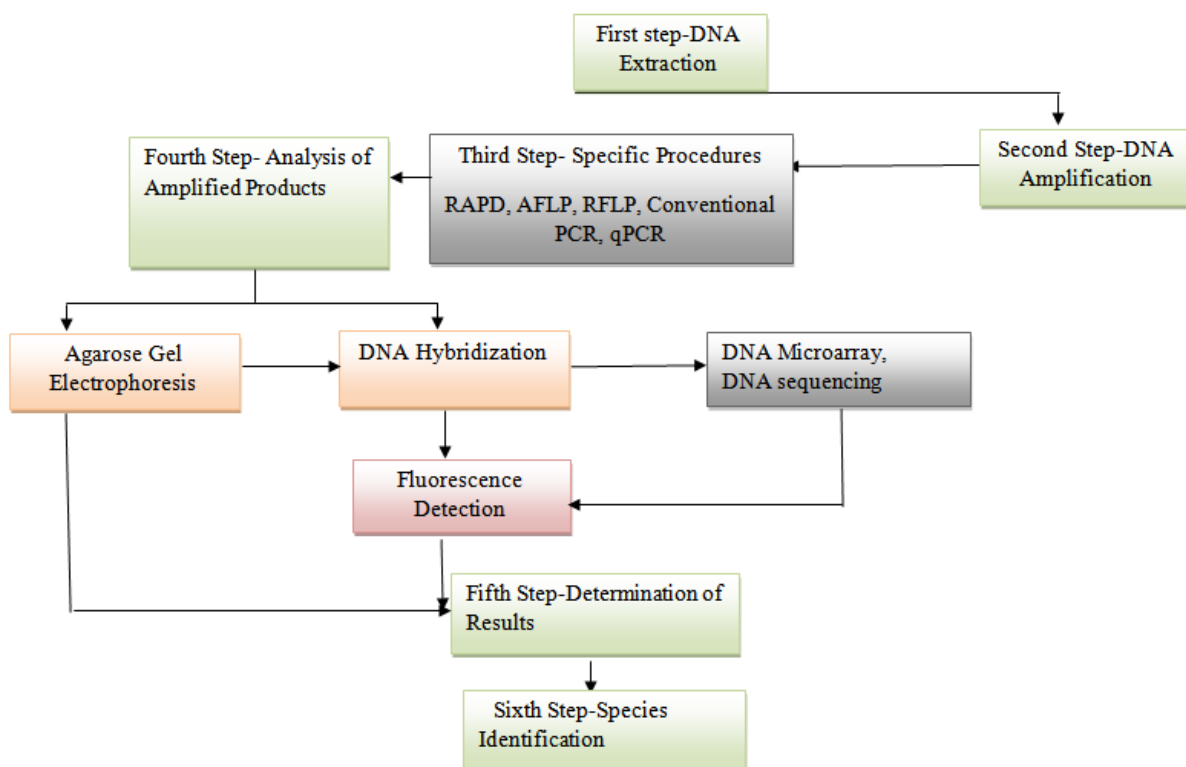 First step-DNA
Extraction
Second Step-DNA
Amplification
Third Step- Specific Procedures
RAPD, AFLP, RFLP, Conventional
PCR, qPCR
Fourth Step- Analysis of
Amplified Products
Agarose Gel
Electrophoresis
DNA Hybridization
DNA Microarray,
DNA sequencing
Fluorescence
Detection
Fifth Step-Determination of
Results
Sixth Step-Species
Identification